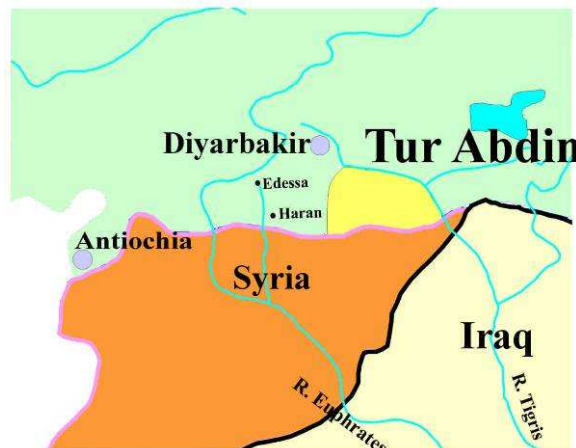 Diyarbakir
Tur Abdin
Edessa
Haran
Antiochia
Syria
Iraq
R. Euphrates
R. Tigris